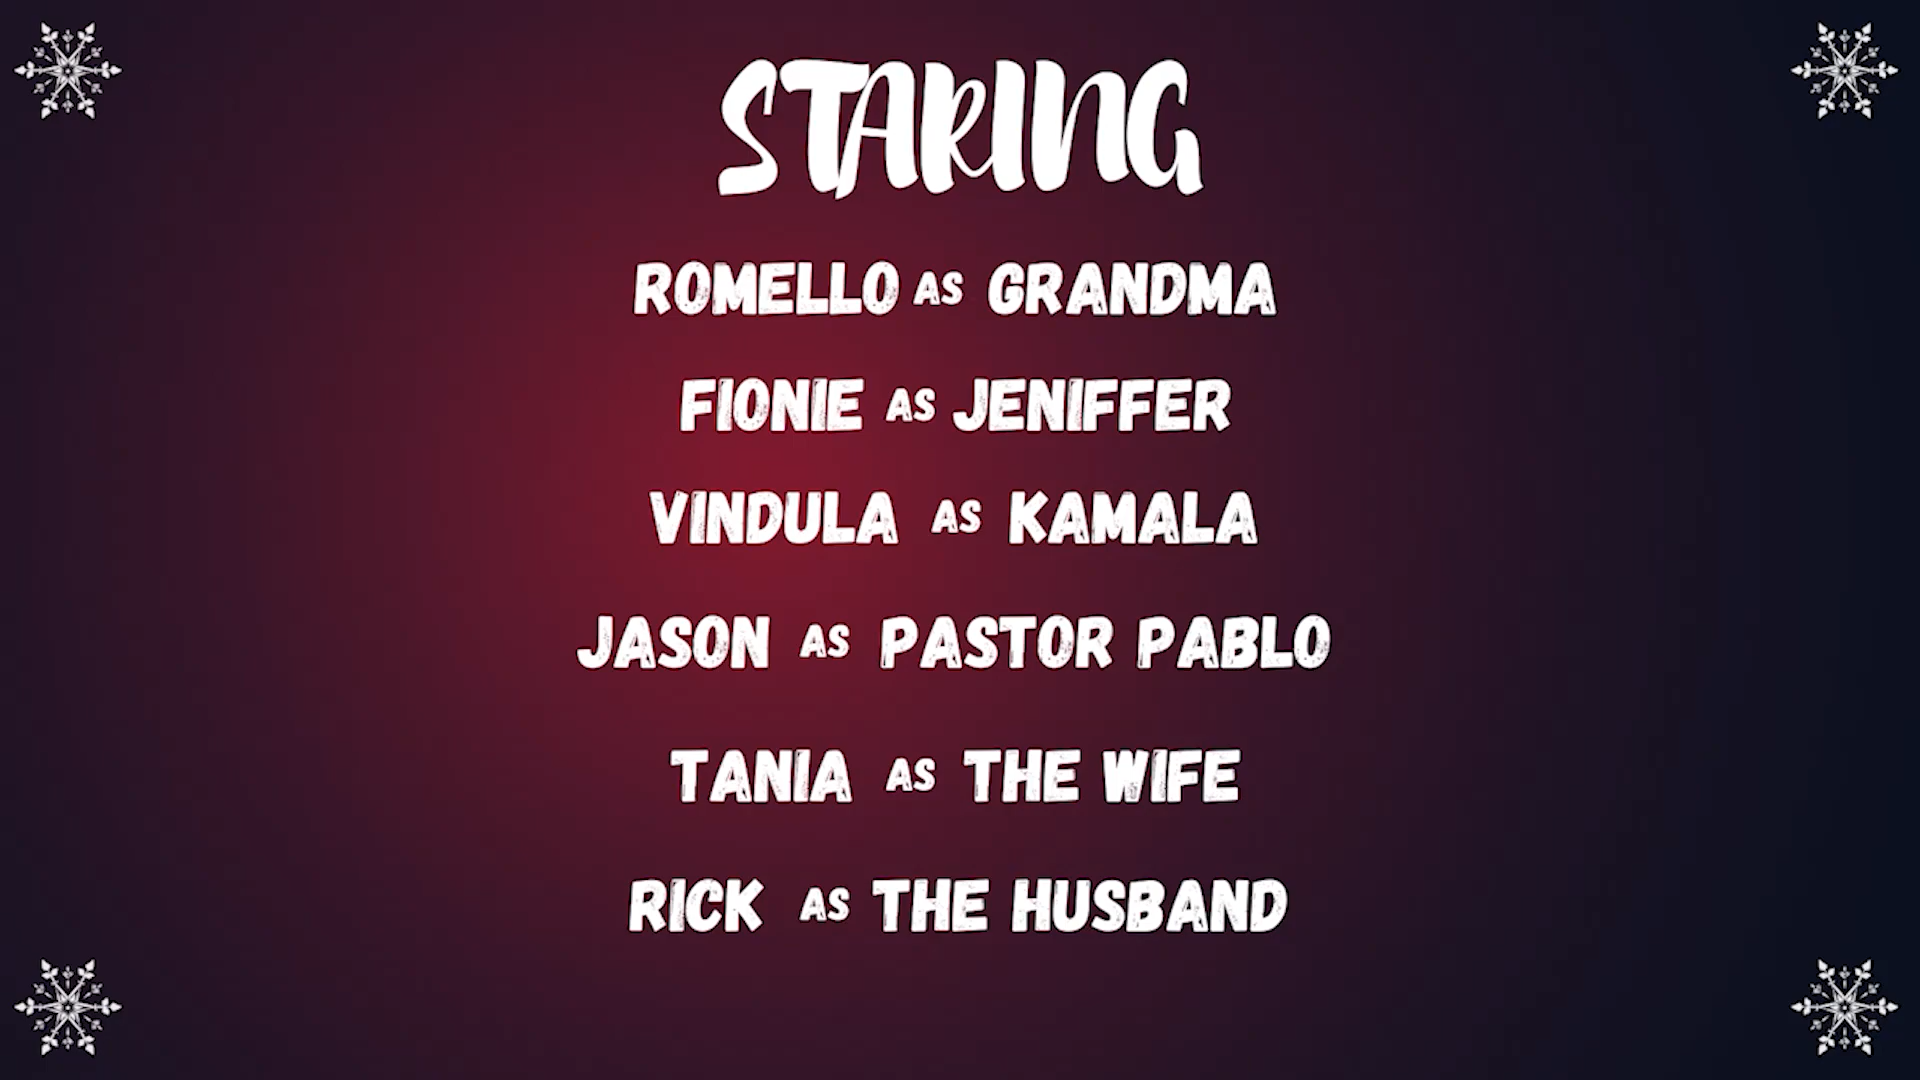 STARING
ROMELLO AS GRANDMA
FIONIE AS JENIFFER
VINDULA AS KAMALA
JASON AS PASTOR PABLO
TANIA AS THE WIFE
RICK AS THE HUSBAND